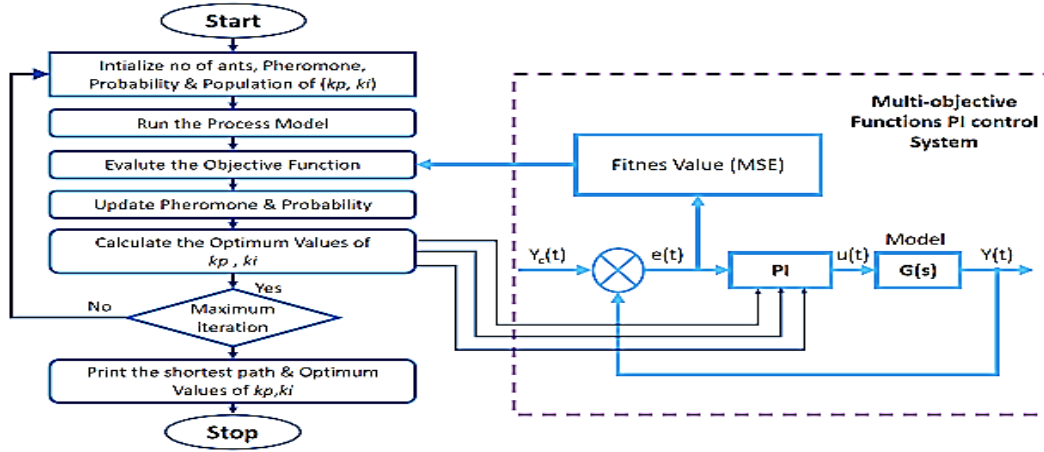 Start
Intialize no of ants, Pheromone,
Probability & Population of (kp, ki)
Run the Process Model
Evalute the Objective Function
Update Pheromone & Probability
Calculate the Optimum Values of
kp , ki
Yes
No
Maximum
iteration
Print the shortest path & Optimum
Values of kp,ki
Stop
Multi-objective
Functions PI control
System
Fitnes Value (MSE)
Yc(t)
e(t)
PI
u(t)
Model
G(s)
Y(t)